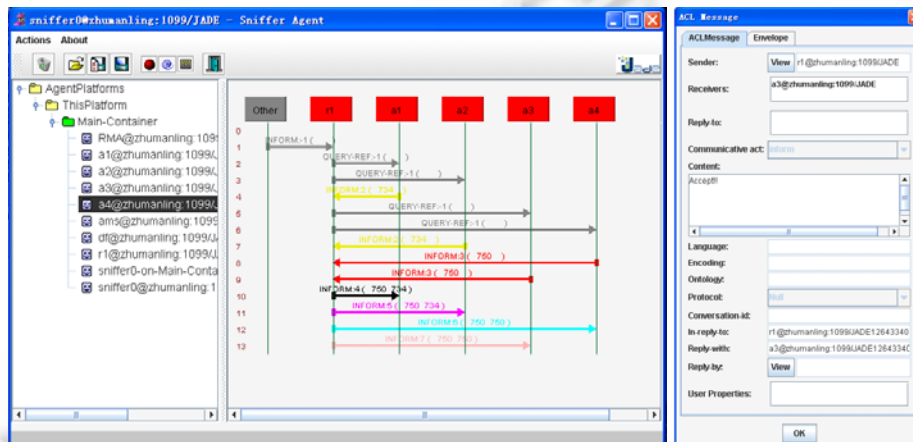 sniffer0@zhumanling:1099/JADE - Sniffer Agent
Actions About
AgentPlatforms
ThisPlatform
Main-Container
RMA@zhumanling:109
a1@zhumanling:1099/
a2@zhumanling:1099/
a3@zhumanling:1099/
a4@zhumanling:1099/
ams@zhumanling:1099
df@zhumanling:1099/J
r1@zhumanling:1099/J
sniffer0-on-Main-Conta
sniffer0@zhumanling:1
Other r1 a1 a2 a3 a4
0
1 INFORM:-1 ( )
2 QUERY-REF:-1 ( )
3 QUERY-REF:-1 ( )
4 INFORM:2 ( 734 )
5 QUERY-REF:-1 ( )
6 QUERY-REF:-1 ( )
7 INFORM:2 ( 734 )
8 INFORM:3 ( 750 )
9 INFORM:3 ( 750 )
10 INFORM:4 ( 750 734 )
11 INFORM:5 ( 750 734 )
12 INFORM:6 ( 750 750 )
13 INFORM:7 ( 750 750 )
ACL Message
ACLMessage Envelope
Sender: View r1@zhumanling:1099/JADE
Receivers: a3@zhumanling:1099/JADE
Reply-to:
Communicative act: inform
Content:
Accept!!
Language:
Encoding:
Ontology:
Protocol: Null
Conversation-id:
In-reply-to: r1@zhumanling:1099/JADE12643340
Reply-with: a3@zhumanling:1099/JADE12643340
Reply-by: View
User Properties:
OK